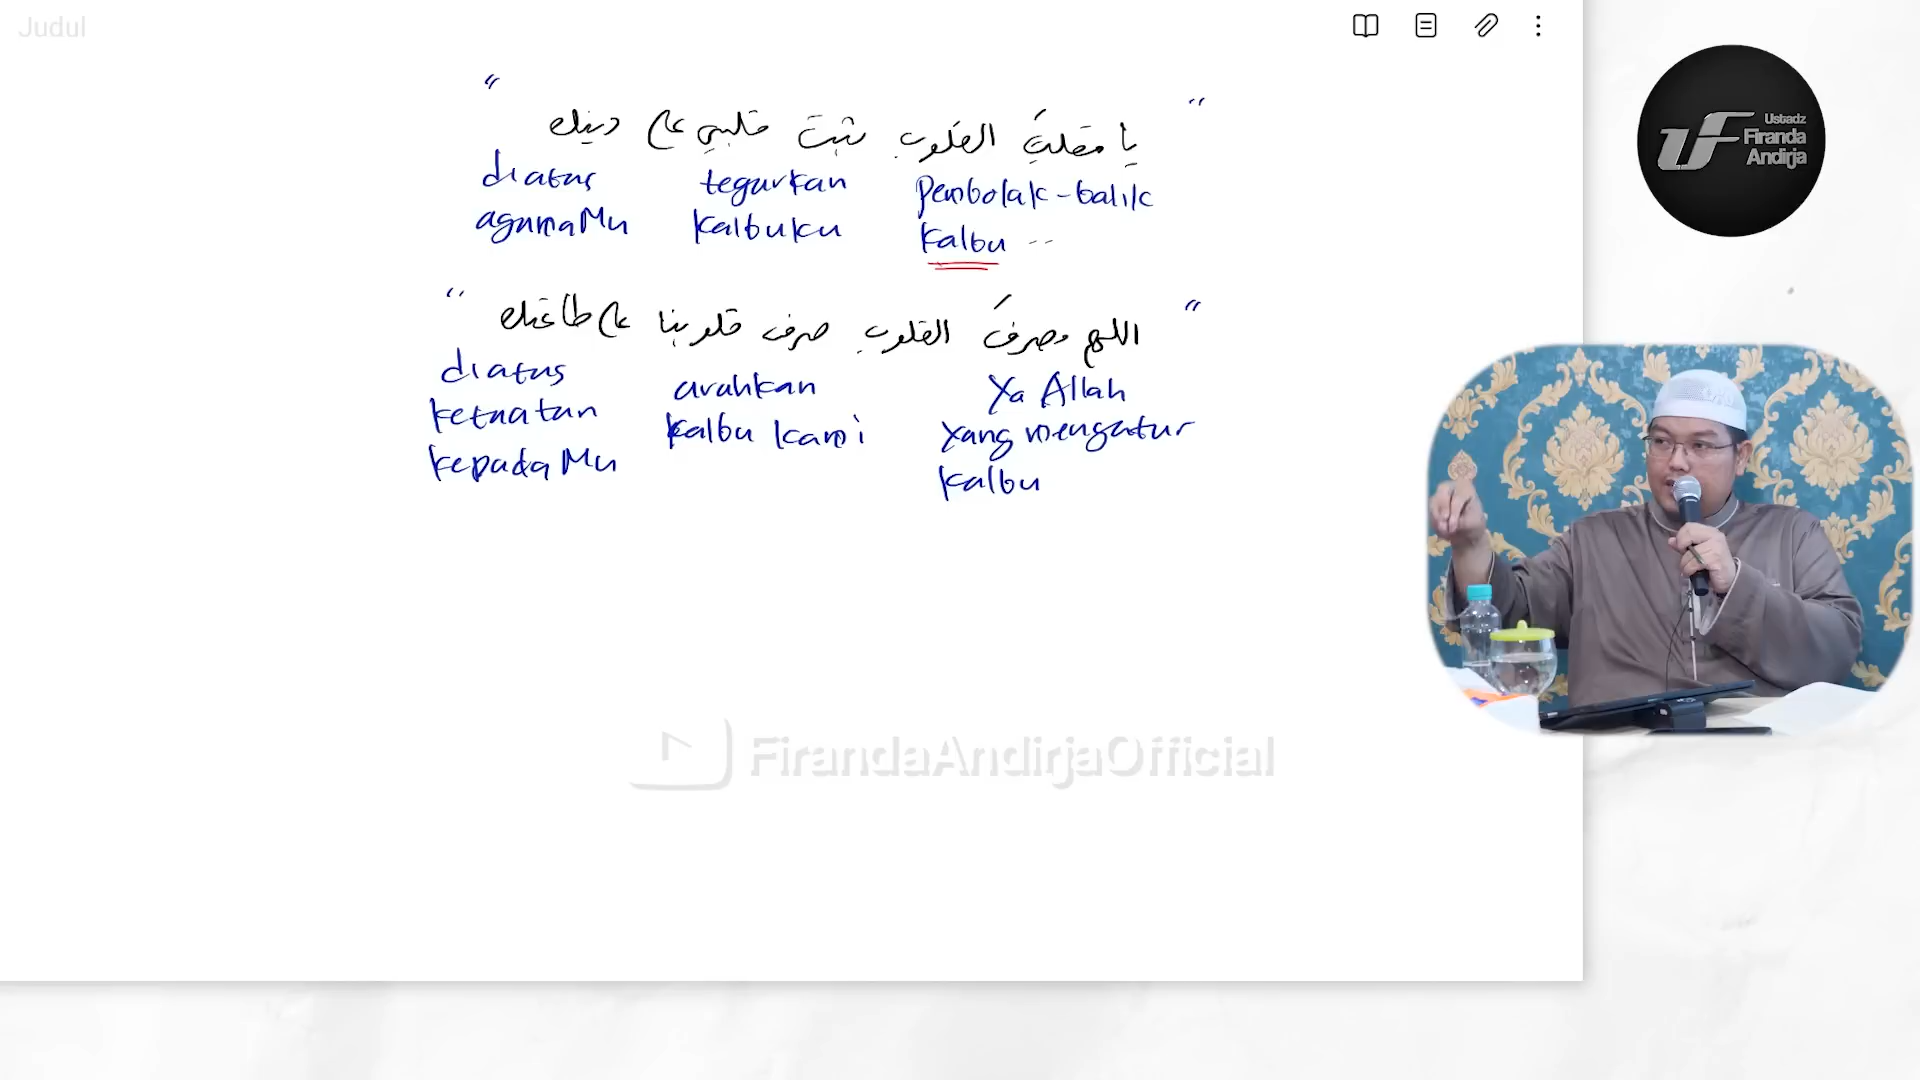 Judul
"
يا مقلبَ القلوب ثبت قلبي على دينك
"
diatas tegurkan Pembolak-balik
agamaMu kalbuku kalbu --
"
اللهم مصرفَ القلوب صرف قلوبنا على طاعتك
"
diatas arahkan Ya Allah
ketaatan kalbu kami yang mengatur
kepadaMu kalbu
Ustadz
Firanda
Andirja
FirandaAndirjaOfficial